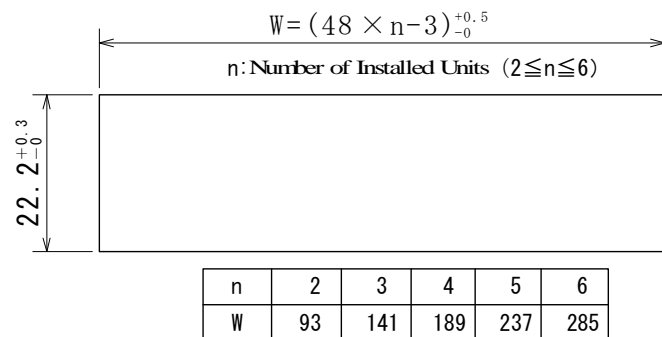 W=(48×n-3) +0.5 -0
n:Number of Installed Units (2≦n≦6)
22.2 +0.3 -0
n 2 3 4 5 6
W 93 141 189 237 285